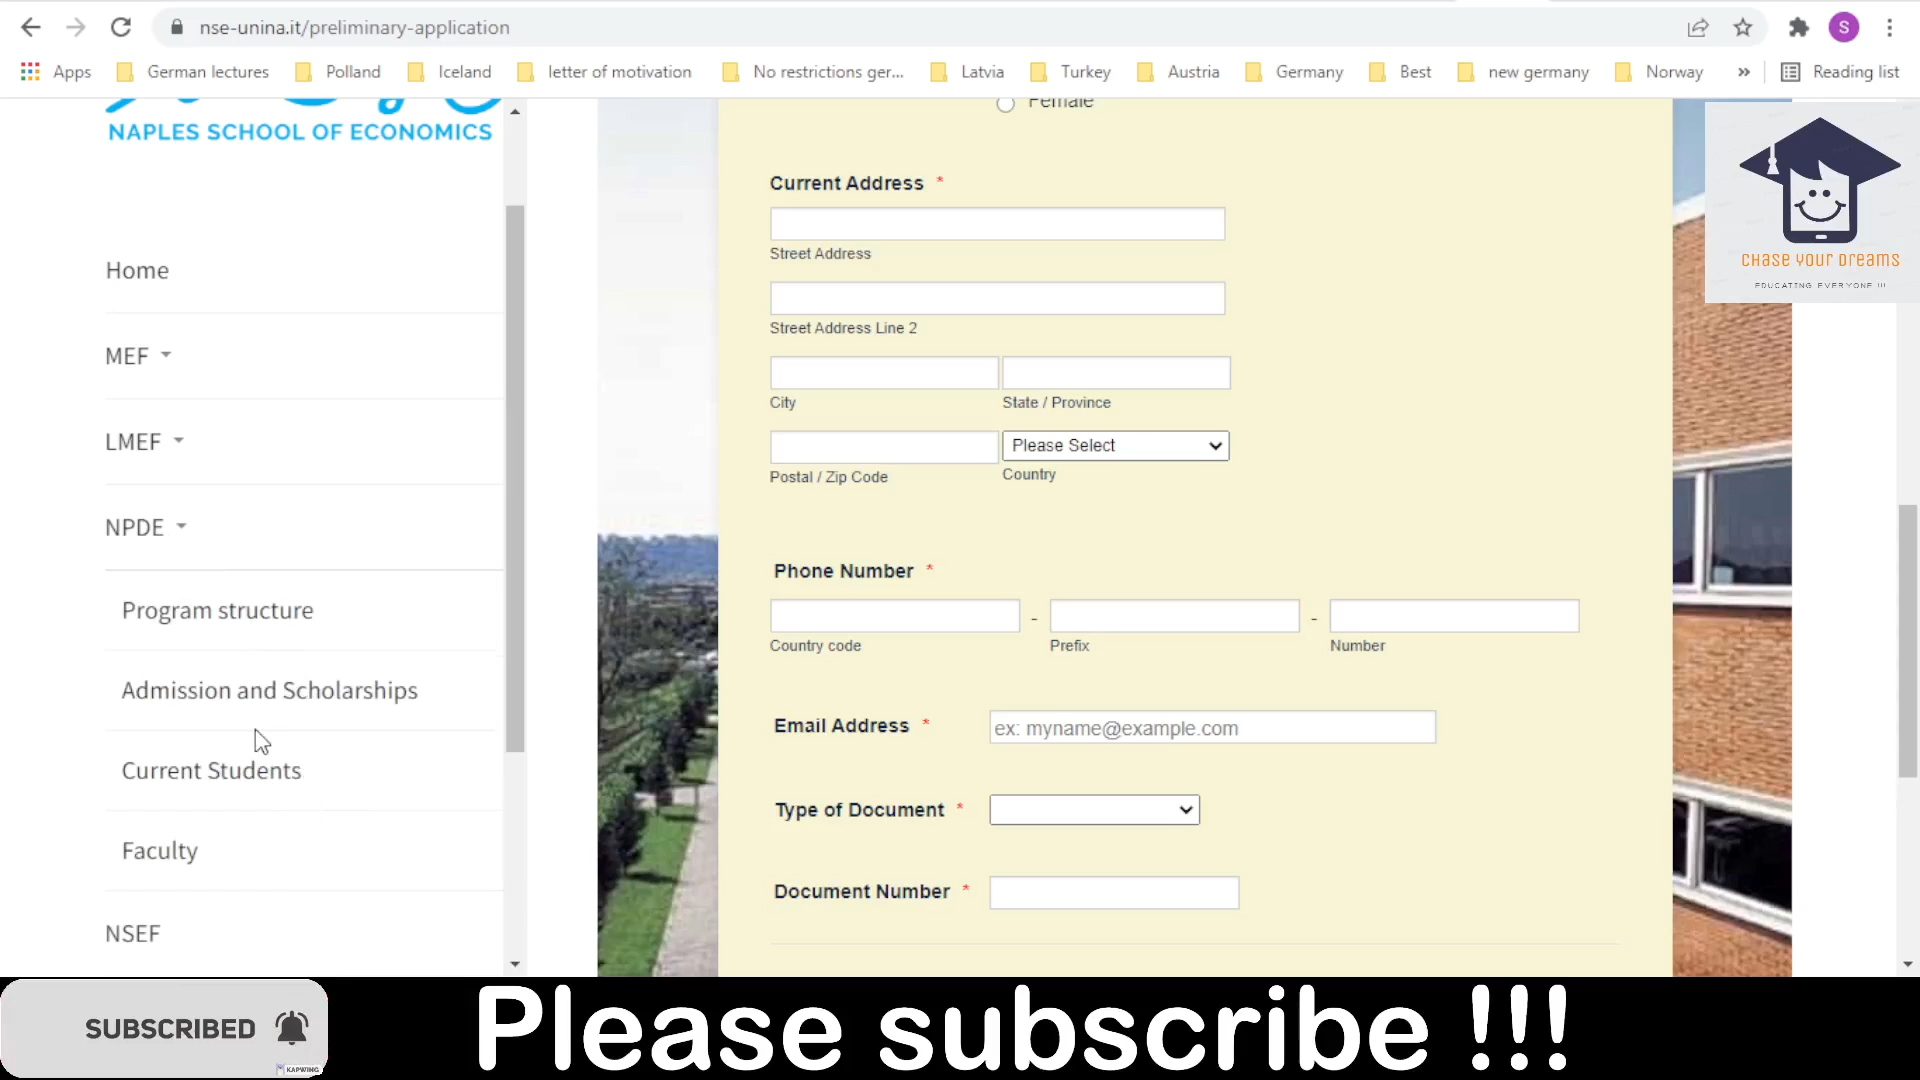 nse-unina.it/preliminary-application
S
Apps
German lectures
Polland
Iceland
letter of motivation
No restrictions ger...
Latvia
Turkey
Austria
Germany
Best
new germany
Norway
»
Reading list
NAPLES SCHOOL OF ECONOMICS
Home
MEF
LMEF
NPDE
Program structure
Admission and Scholarships
Current Students
Faculty
NSEF
Female
Current Address *
Street Address
Street Address Line 2
City
State / Province
Please Select
Postal / Zip Code
Country
Phone Number *
- -
Country code
Prefix
Number
Email Address *
ex: myname@example.com
Type of Document *
Document Number *
CHASE YOUR DREAMS
EDUCATING EVERYONE !!!
SUBSCRIBED
KAPWING
Please subscribe !!!